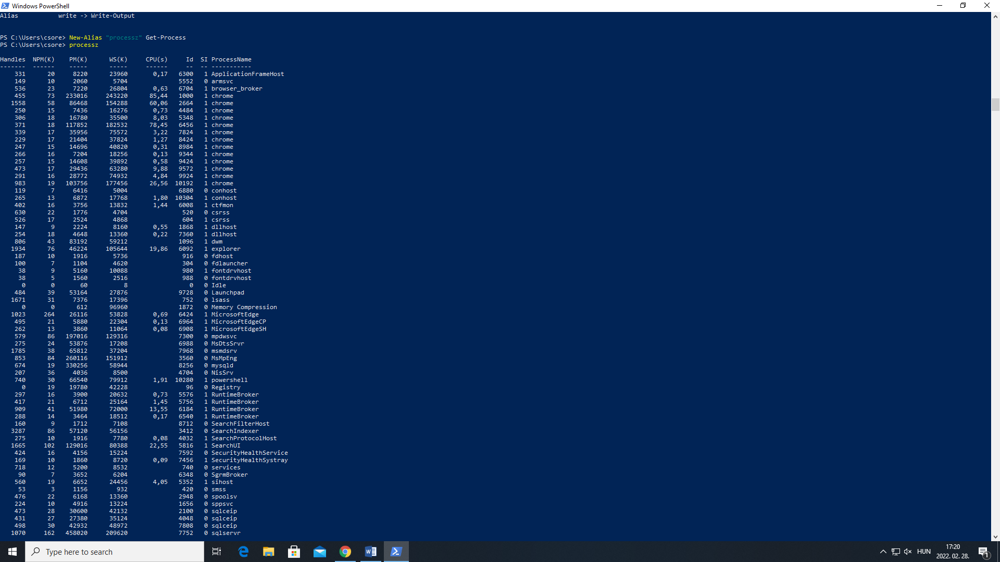 Windows PowerShell
Alias           write -> Write-Output
PS C:\Users\csore> New-Alias "processz" Get-Process
PS C:\Users\csore> processz
Handles  NPM(K)    PM(K)      WS(K)     CPU(s)     Id  SI ProcessName
-------  ------    -----      -----     ------     --  -- -----------
    331      20     8220      23960       0,17   6300   1 ApplicationFrameHost
    149      10     2060       5704              5552   0 armsvc
    536      23     7220      26804       0,63   6704   1 browser_broker
    455      73   233016     243220      85,44   1000   1 chrome
   1558      58    86468     154288      60,06   2664   1 chrome
    250      15     7436      16276       0,73   4484   1 chrome
    306      18    16780      35500       8,03   5348   1 chrome
    371      18   117852     182532      78,45   6456   1 chrome
    339      17    35956      75572       3,22   7824   1 chrome
    229      17    21404      37824       1,27   8424   1 chrome
    247      15    14696      40820       0,31   8984   1 chrome
    266      16     7204      18256       0,13   9344   1 chrome
    257      15    14608      39892       0,58   9424   1 chrome
    473      17    29436      63280       9,88   9572   1 chrome
    291      16    28772      74932       4,84   9924   1 chrome
    983      19   103756     177456      26,56  10192   1 chrome
    119       7     6416       5004              6880   0 conhost
    265      13     6872      17768       1,80  10304   1 conhost
    402      16     3756      13832       1,44   6008   1 ctfmon
    630      22     1776       4704               520   0 csrss
    526      17     2524       4868               604   1 csrss
    147       9     2224       8160       0,55   1868   1 dllhost
    254      18     4648      13360       0,22   7360   1 dllhost
    806      43    83192      59212              1096   1 dwm
   1934      76    46224     105644      19,86   6092   1 explorer
    187      10     1916       5736               916   0 fdhost
    100       7     1104       4620               304   0 fdlauncher
     38       9     5160      10088               980   1 fontdrvhost
     38       5     1560       2516               988   0 fontdrvhost
      0       0       60          8                 0   0 Idle
    484      39    53164      27876              9728   0 Launchpad
   1671      31     7376      17396               752   0 lsass
      0       0      612      96960              1872   0 Memory Compression
   1023     264    26116      53828       0,69   6424   1 MicrosoftEdge
    495      21     5880      22304       0,13   6964   1 MicrosoftEdgeCP
    262      13     3860      11064       0,08   6908   1 MicrosoftEdgeSH
    579      86   197016     129316              7300   0 mpdwsvc
    275      24    53876      17208              6988   0 MsDtsSrvr
   1785      38    65812      37204              7968   0 msmdsrv
    853      84   260116     151912              3560   0 MsMpEng
    674      19   330256      58944              8256   0 mysqld
    207      36     4036       8500              4704   0 NisSrv
    740      30    66540      79912       1,91  10280   1 powershell
      0      19    19780      42228                96   0 Registry
    297      16     3900      20632       0,73   5576   1 RuntimeBroker
    417      21     6712      25164       1,45   5756   1 RuntimeBroker
    909      41    51980      72000      13,55   6184   1 RuntimeBroker
    288      14     3464      18512       0,17   6540   1 RuntimeBroker
    160       9     1712       7108              8712   0 SearchFilterHost
   3287      86    57120      56156              3412   0 SearchIndexer
    275      10     1916       7780       0,08   4032   1 SearchProtocolHost
   1665     102   129016      80388      22,55   5816   1 SearchUI
    424      16     4156      15224              7592   0 SecurityHealthService
    169      10     1860       8720       0,09   7456   1 SecurityHealthSystray
    718      12     5200       8532               740   0 services
     90       7     3652       6204              6348   0 SgrmBroker
    560      19     6652      24456       4,05   5352   1 sihost
     53       3     1156        932               420   0 smss
    476      22     6168      13360              2948   0 spoolsv
    224      10     4916      13224              1656   0 sppsvc
    473      28    30600      42132              2100   0 sqlceip
    431      27    27380      35124              4048   0 sqlceip
    498      30    42932      48972              7808   0 sqlceip
   1070     162   458020     209620              7752   0 sqlservr
Type here to search
HUN
17:20
2022. 02. 28.
1